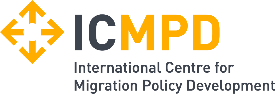 ICMPD
International Centre for
Migration Policy Development